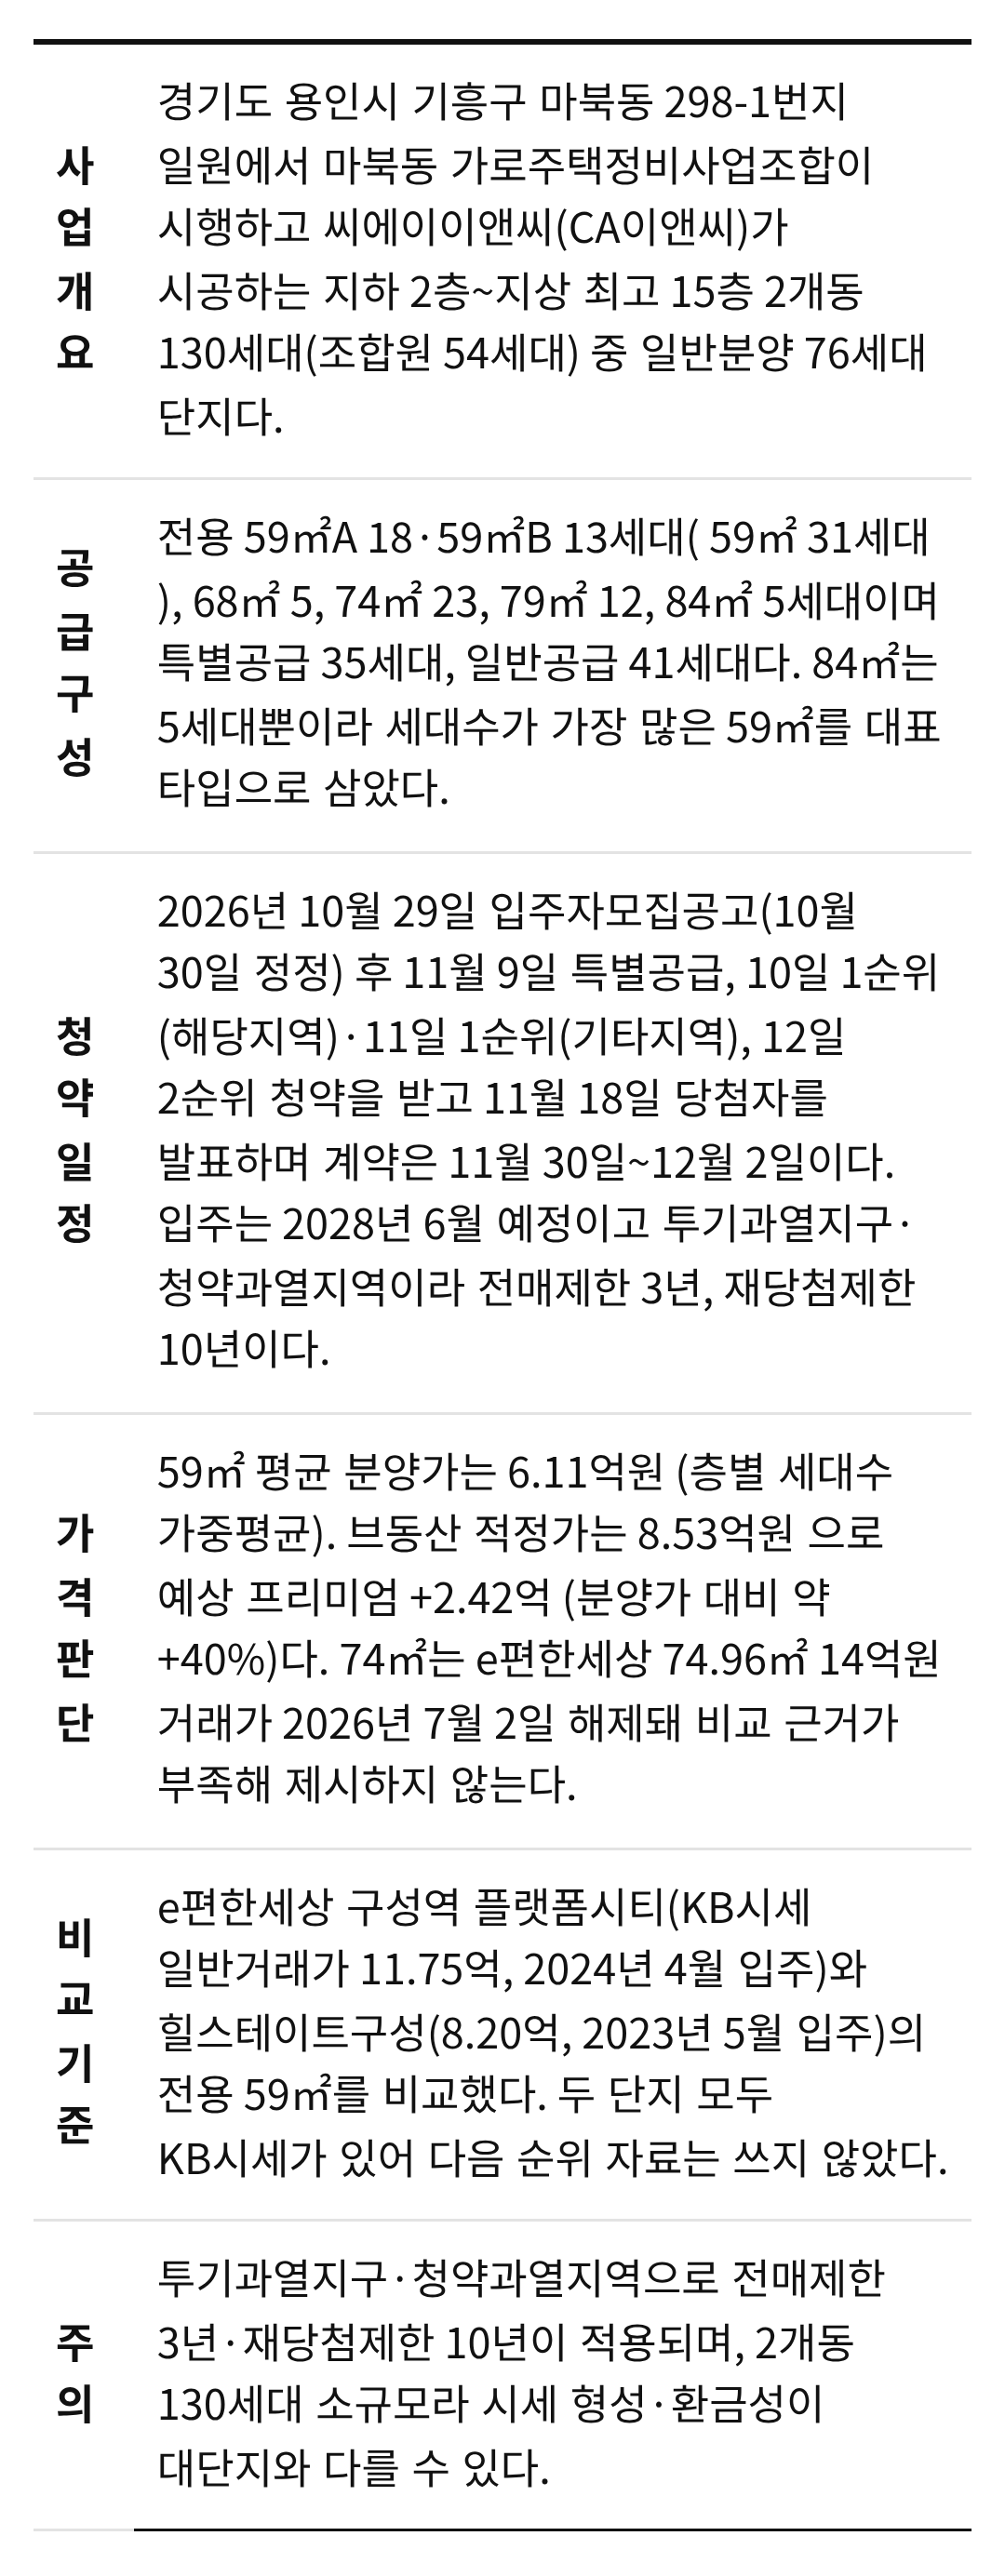 사업개요
경기도 용인시 기흥구 마북동 298-1번지
일원에서 마북동 가로주택정비사업조합이
시행하고 씨에이이앤씨(CA이앤씨)가
시공하는 지하 2층~지상 최고 15층 2개동
130세대(조합원 54세대) 중 일반분양 76세대
단지다.
공급구성
전용 59㎡A 18·59㎡B 13세대( 59㎡ 31세대
), 68㎡ 5, 74㎡ 23, 79㎡ 12, 84㎡ 5세대이며
특별공급 35세대, 일반공급 41세대다. 84㎡는
5세대뿐이라 세대수가 가장 많은 59㎡를 대표
타입으로 삼았다.
청약일정
2026년 10월 29일 입주자모집공고(10월
30일 정정) 후 11월 9일 특별공급, 10일 1순위
(해당지역)·11일 1순위(기타지역), 12일
2순위 청약을 받고 11월 18일 당첨자를
발표하며 계약은 11월 30일~12월 2일이다.
입주는 2028년 6월 예정이고 투기과열지구·
청약과열지역이라 전매제한 3년, 재당첨제한
10년이다.
가격판단
59㎡ 평균 분양가는 6.11억원 (층별 세대수
가중평균). 브동산 적정가는 8.53억원 으로
예상 프리미엄 +2.42억 (분양가 대비 약
+40%)다. 74㎡는 e편한세상 74.96㎡ 14억원
거래가 2026년 7월 2일 해제돼 비교 근거가
부족해 제시하지 않는다.
비교기준
e편한세상 구성역 플랫폼시티(KB시세
일반거래가 11.75억, 2024년 4월 입주)와
힐스테이트구성(8.20억, 2023년 5월 입주)의
전용 59㎡를 비교했다. 두 단지 모두
KB시세가 있어 다음 순위 자료는 쓰지 않았다.
주의
투기과열지구·청약과열지역으로 전매제한
3년·재당첨제한 10년이 적용되며, 2개동
130세대 소규모라 시세 형성·환금성이
대단지와 다를 수 있다.